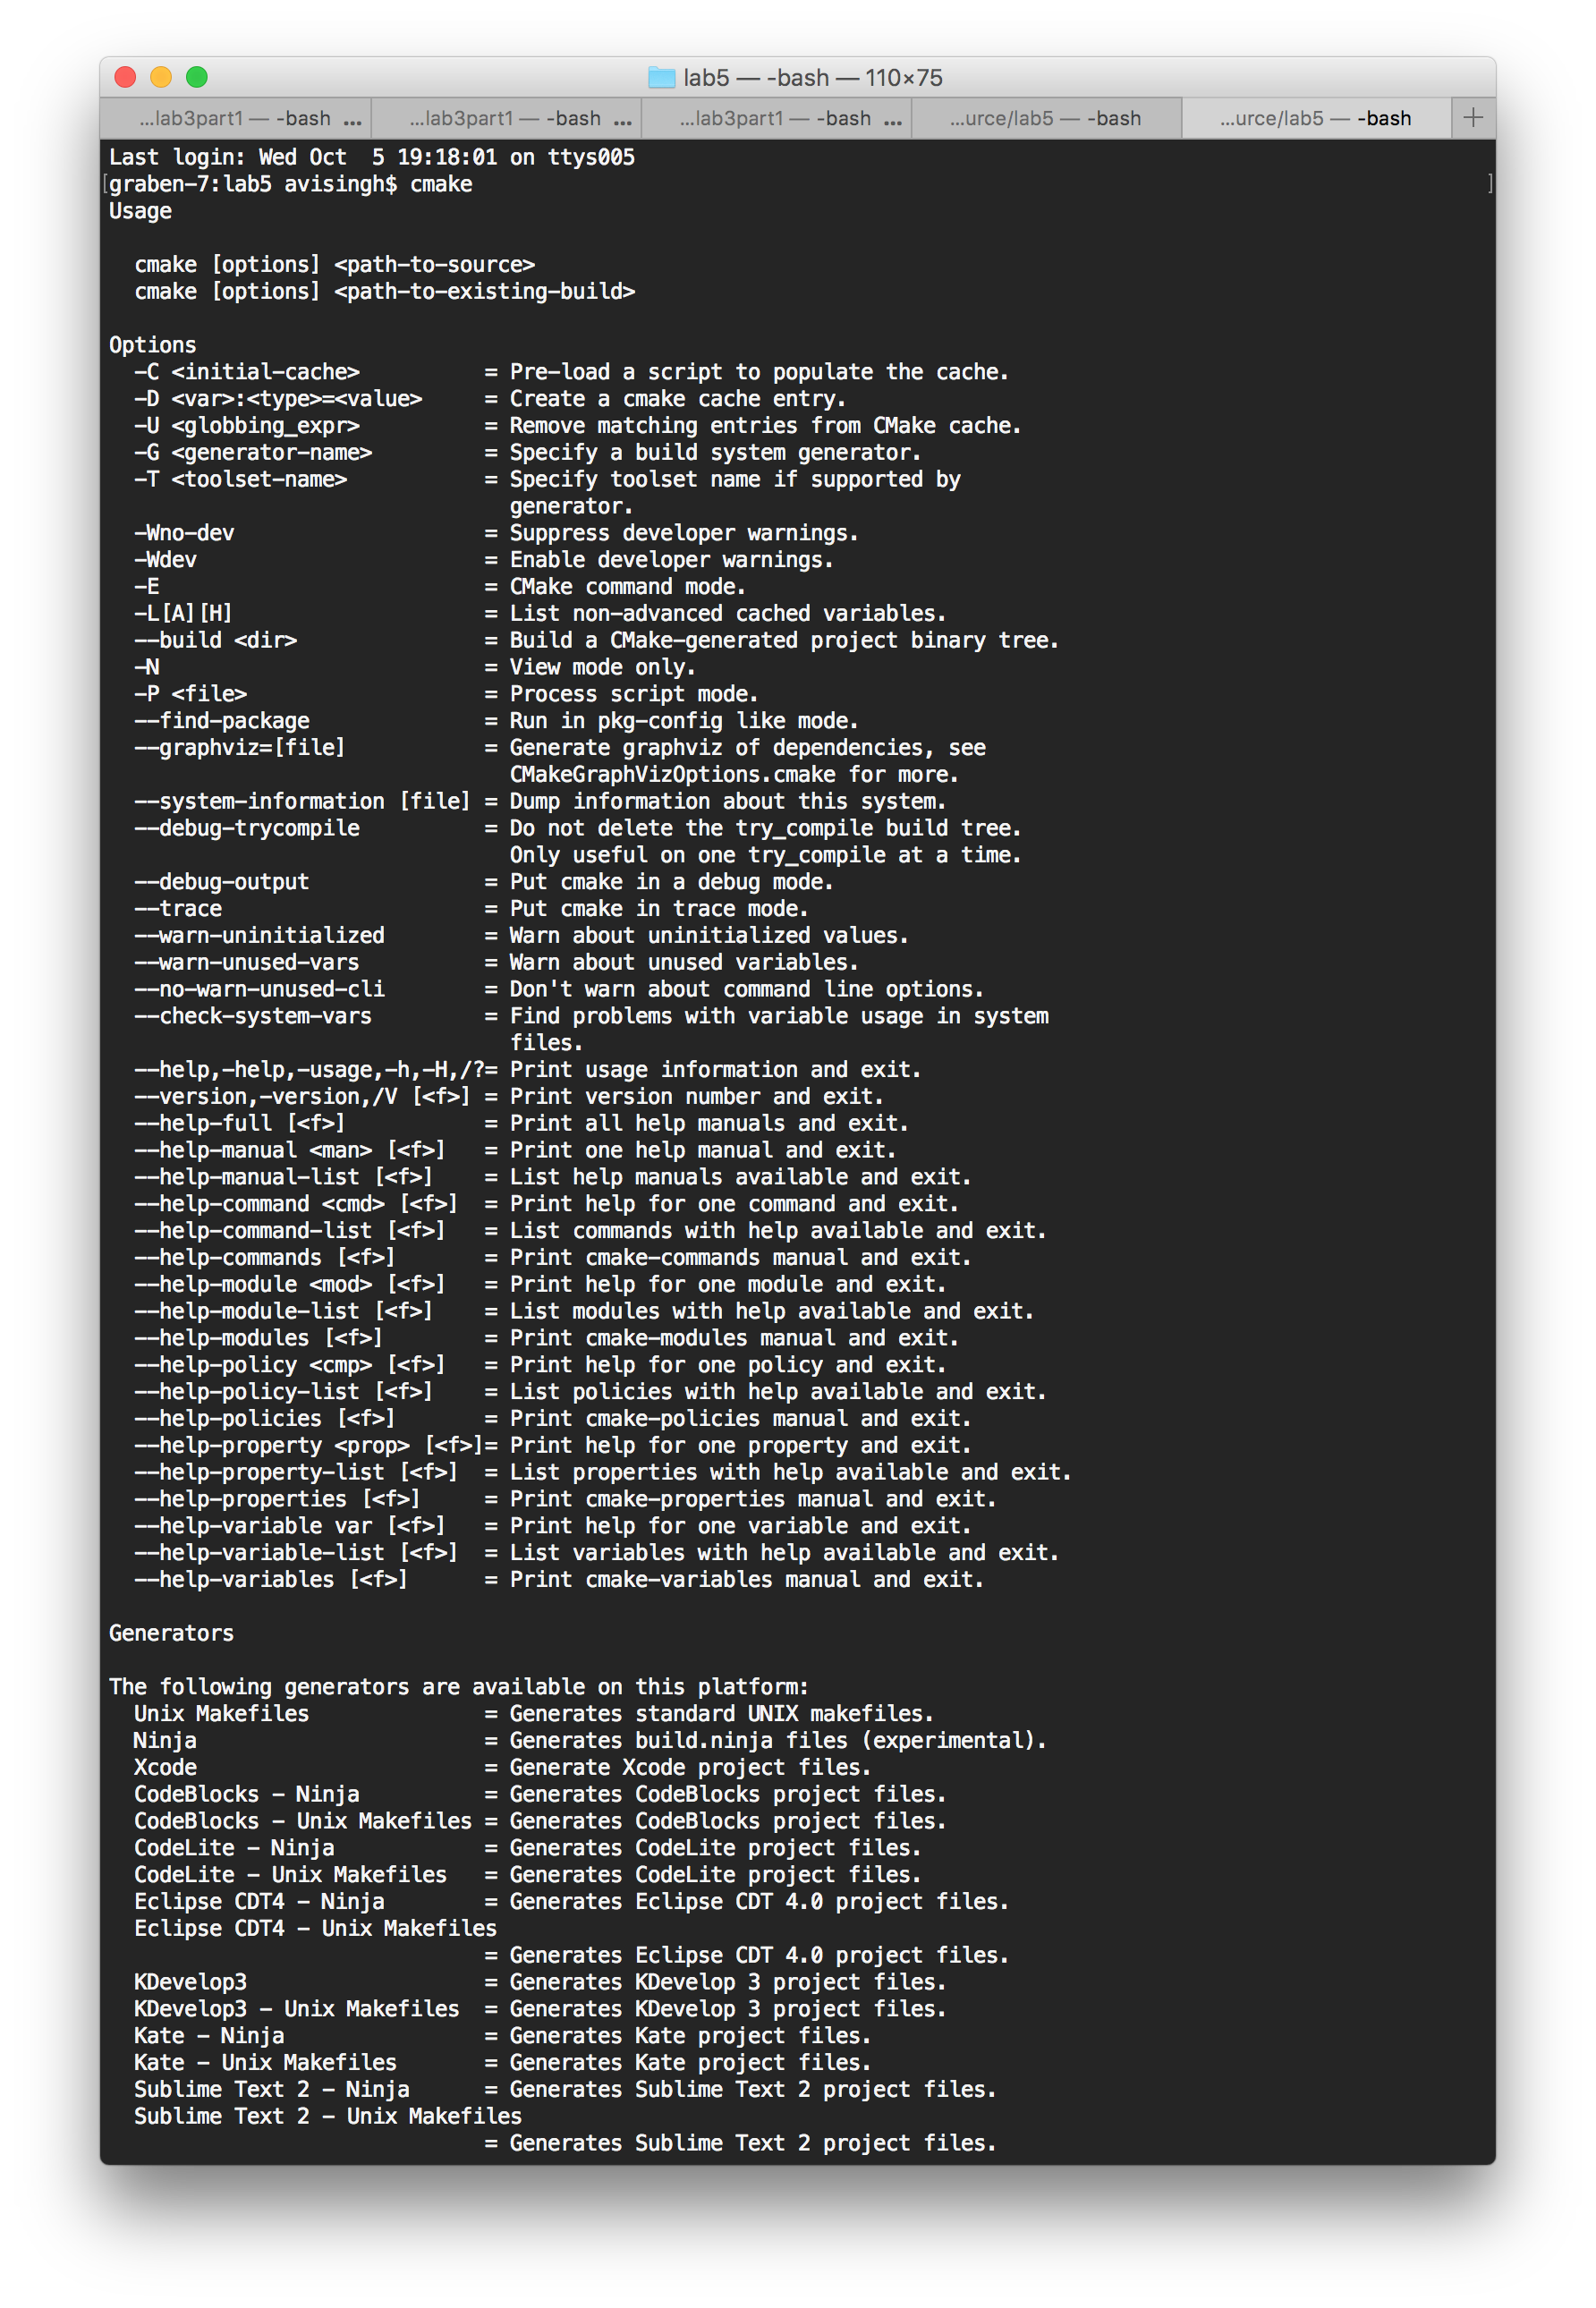 lab5 — -bash — 110×75
...lab3part1 — -bash ... ...lab3part1 — -bash ... ...lab3part1 — -bash ... ...urce/lab5 — -bash ...urce/lab5 — -bash +
Last login: Wed Oct  5 19:18:01 on ttys005
[graben-7:lab5 avisingh$ cmake ]
Usage

  cmake [options] <path-to-source>
  cmake [options] <path-to-existing-build>

Options
  -C <initial-cache>          = Pre-load a script to populate the cache.
  -D <var>:<type>=<value>     = Create a cmake cache entry.
  -U <globbing_expr>          = Remove matching entries from CMake cache.
  -G <generator-name>         = Specify a build system generator.
  -T <toolset-name>           = Specify toolset name if supported by
                                generator.
  -Wno-dev                    = Suppress developer warnings.
  -Wdev                       = Enable developer warnings.
  -E                          = CMake command mode.
  -L[A][H]                    = List non-advanced cached variables.
  --build <dir>               = Build a CMake-generated project binary tree.
  -N                          = View mode only.
  -P <file>                   = Process script mode.
  --find-package              = Run in pkg-config like mode.
  --graphviz=[file]           = Generate graphviz of dependencies, see
                                CMakeGraphVizOptions.cmake for more.
  --system-information [file] = Dump information about this system.
  --debug-trycompile          = Do not delete the try_compile build tree.
                                Only useful on one try_compile at a time.
  --debug-output              = Put cmake in a debug mode.
  --trace                     = Put cmake in trace mode.
  --warn-uninitialized        = Warn about uninitialized values.
  --warn-unused-vars          = Warn about unused variables.
  --no-warn-unused-cli        = Don't warn about command line options.
  --check-system-vars         = Find problems with variable usage in system
                                files.
  --help,-help,-usage,-h,-H,/?= Print usage information and exit.
  --version,-version,/V [<f>] = Print version number and exit.
  --help-full [<f>]           = Print all help manuals and exit.
  --help-manual <man> [<f>]   = Print one help manual and exit.
  --help-manual-list [<f>]    = List help manuals available and exit.
  --help-command <cmd> [<f>]  = Print help for one command and exit.
  --help-command-list [<f>]   = List commands with help available and exit.
  --help-commands [<f>]       = Print cmake-commands manual and exit.
  --help-module <mod> [<f>]   = Print help for one module and exit.
  --help-module-list [<f>]    = List modules with help available and exit.
  --help-modules [<f>]        = Print cmake-modules manual and exit.
  --help-policy <cmp> [<f>]   = Print help for one policy and exit.
  --help-policy-list [<f>]    = List policies with help available and exit.
  --help-policies [<f>]       = Print cmake-policies manual and exit.
  --help-property <prop> [<f>]= Print help for one property and exit.
  --help-property-list [<f>]  = List properties with help available and exit.
  --help-properties [<f>]     = Print cmake-properties manual and exit.
  --help-variable var [<f>]   = Print help for one variable and exit.
  --help-variable-list [<f>]  = List variables with help available and exit.
  --help-variables [<f>]      = Print cmake-variables manual and exit.

Generators

The following generators are available on this platform:
  Unix Makefiles              = Generates standard UNIX makefiles.
  Ninja                       = Generates build.ninja files (experimental).
  Xcode                       = Generate Xcode project files.
  CodeBlocks - Ninja          = Generates CodeBlocks project files.
  CodeBlocks - Unix Makefiles = Generates CodeBlocks project files.
  CodeLite - Ninja            = Generates CodeLite project files.
  CodeLite - Unix Makefiles   = Generates CodeLite project files.
  Eclipse CDT4 - Ninja        = Generates Eclipse CDT 4.0 project files.
  Eclipse CDT4 - Unix Makefiles
                              = Generates Eclipse CDT 4.0 project files.
  KDevelop3                   = Generates KDevelop 3 project files.
  KDevelop3 - Unix Makefiles  = Generates KDevelop 3 project files.
  Kate - Ninja                = Generates Kate project files.
  Kate - Unix Makefiles       = Generates Kate project files.
  Sublime Text 2 - Ninja      = Generates Sublime Text 2 project files.
  Sublime Text 2 - Unix Makefiles
                              = Generates Sublime Text 2 project files.